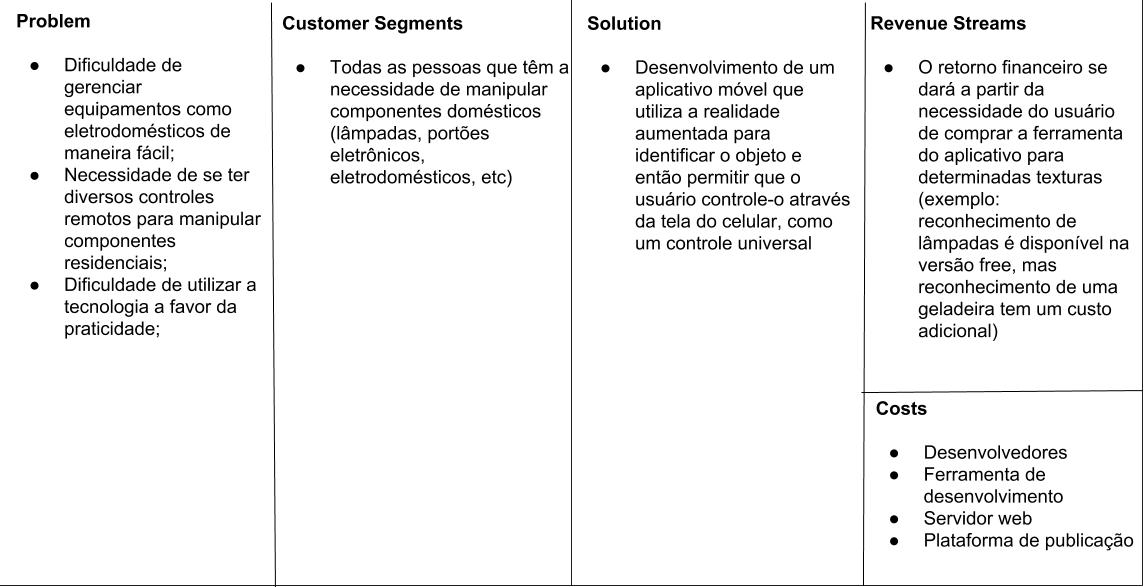 Problem
● Dificuldade de
gerenciar
equipamentos como
eletrodomésticos de
maneira fácil;
● Necessidade de se ter
diversos controles
remotos para manipular
componentes
residenciais;
● Dificuldade de utilizar a
tecnologia a favor da
praticidade;
Customer Segments
● Todas as pessoas que têm a
necessidade de manipular
componentes domésticos
(lâmpadas, portões
eletrônicos,
eletrodomésticos, etc)
Solution
● Desenvolvimento de um
aplicativo móvel que
utiliza a realidade
aumentada para
identificar o objeto e
então permitir que o
usuário controle-o através
da tela do celular, como
um controle universal
Revenue Streams
● O retorno financeiro se
dará a partir da
necessidade do usuário
de comprar a ferramenta
do aplicativo para
determinadas texturas
(exemplo:
reconhecimento de
lâmpadas é disponível na
versão free, mas
reconhecimento de uma
geladeira tem um custo
adicional)
Costs
● Desenvolvedores
● Ferramenta de
desenvolvimento
● Servidor web
● Plataforma de publicação